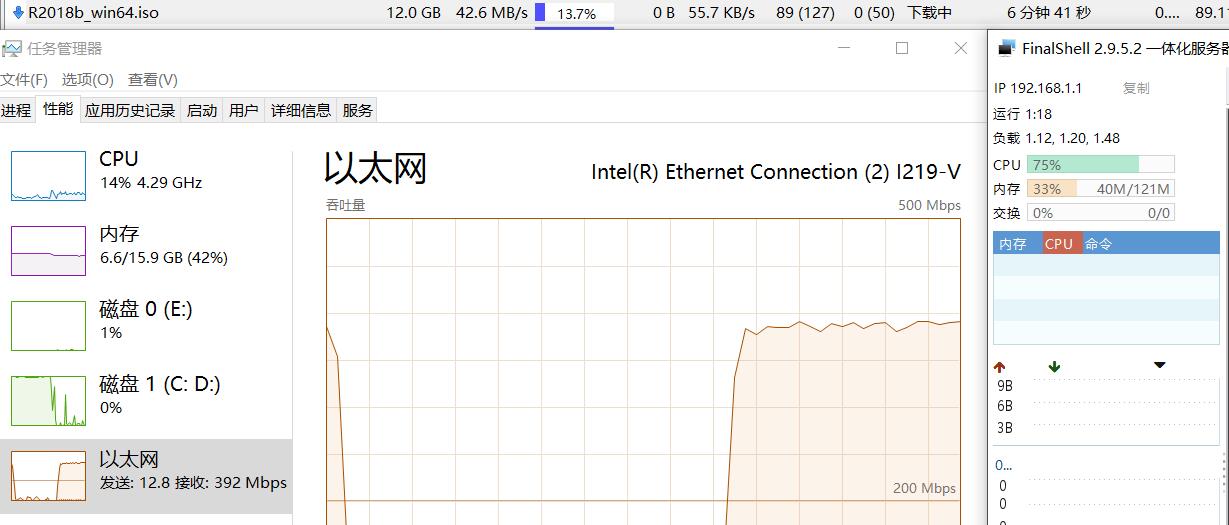 R2018b_win64.iso 12.0 GB 42.6 MB/s 13.7% 0 B 55.7 KB/s 89 (127) 0 (50) 下载中 6 分钟 41 秒 0.... 89.1
任务管理器
文件(F) 选项(O) 查看(V)
进程 性能 应用历史记录 启动 用户 详细信息 服务
CPU
14% 4.29 GHz
内存
6.6/15.9 GB (42%)
磁盘 0 (E:)
1%
磁盘 1 (C: D:)
0%
以太网
发送: 12.8 接收: 392 Mbps
以太网 Intel(R) Ethernet Connection (2) I219-V
吞吐量 500 Mbps
200 Mbps
FinalShell 2.9.5.2 一体化服务器
IP 192.168.1.1 复制
运行 1:18
负载 1.12, 1.20, 1.48
CPU 75%
内存 33% 40M/121M
交换 0% 0/0
内存 CPU 命令
9B
6B
3B
0...
0
0